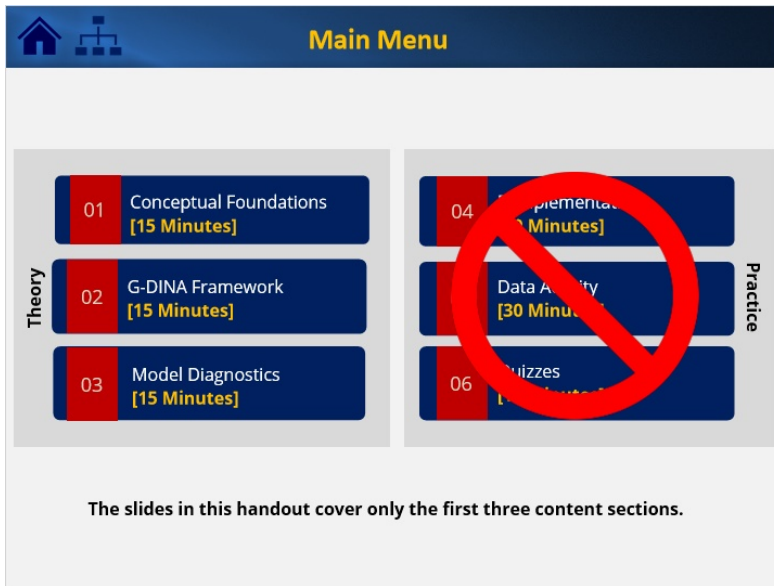 Main Menu
Theory
01
Conceptual Foundations
[15 Minutes]
02
G-DINA Framework
[15 Minutes]
03
Model Diagnostics
[15 Minutes]
04
Minutes]
Data
[30
06
Quizzes
Practice
The slides in this handout cover only the first three content sections.